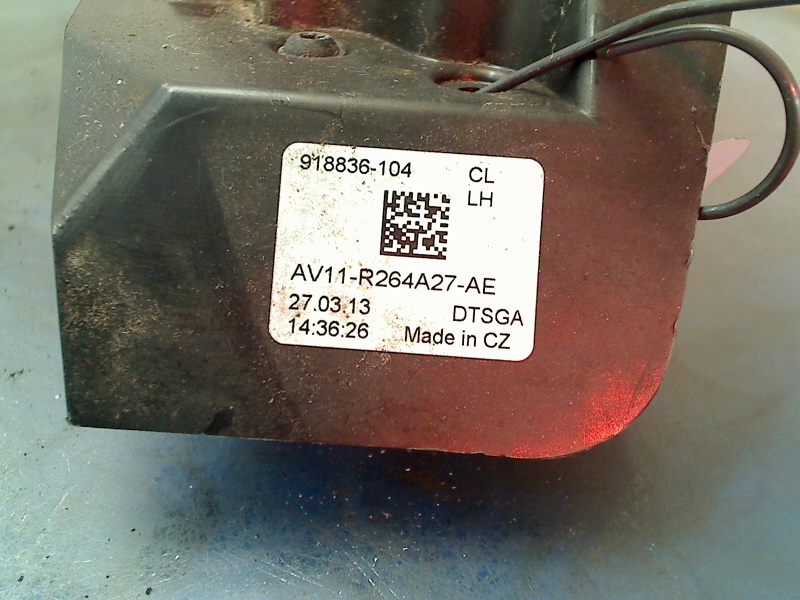 918836-104 CL
LH
AV11-R264A27-AE
27.03.13 DTSGA
14:36:26 Made in CZ